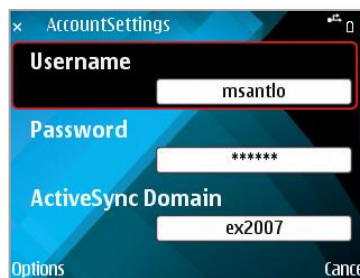 × AccountSettings
Username
msantlo
Password
******
ActiveSync Domain
ex2007
Options Cance